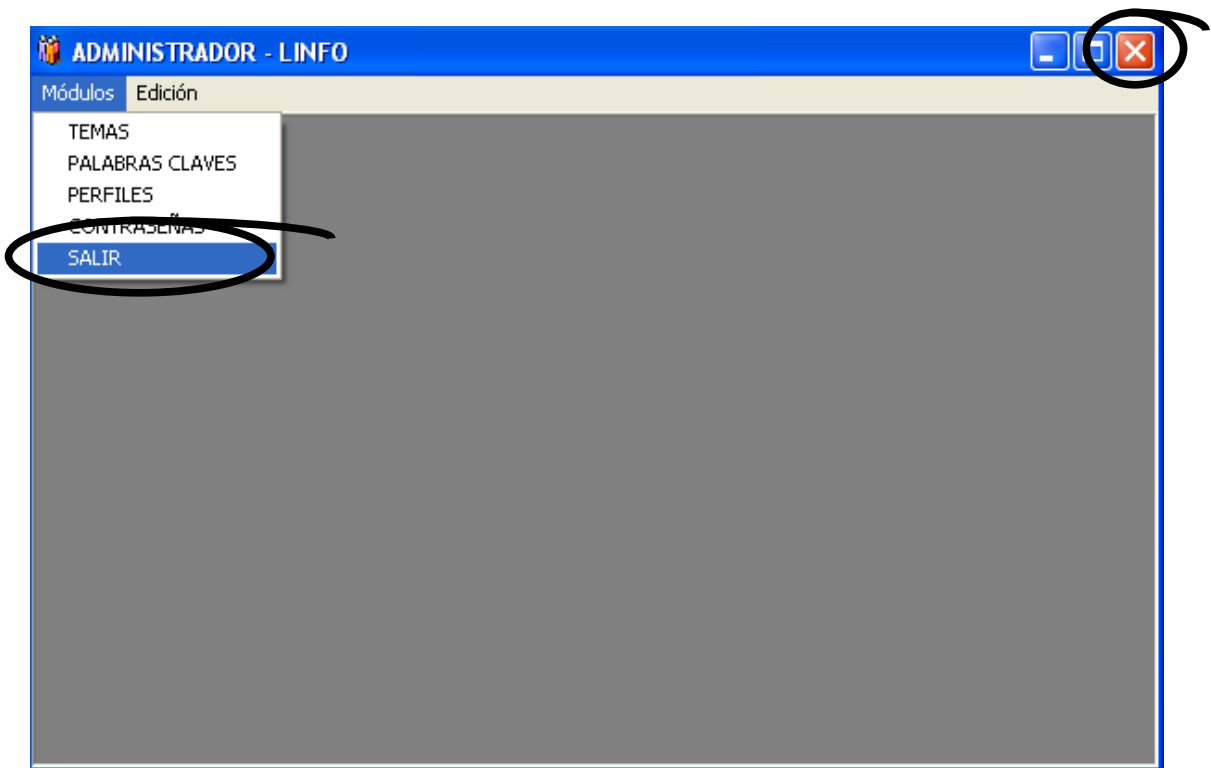 ADMINISTRADOR - LINFO
Módulos Edición
TEMAS
PALABRAS CLAVES
PERFILES
CONTRASEÑAS
SALIR